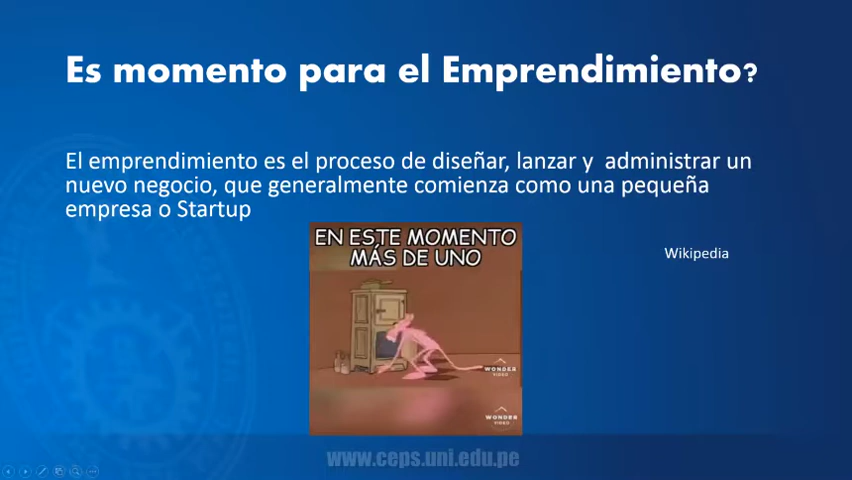 Es momento para el Emprendimiento?
El emprendimiento es el proceso de diseñar, lanzar y administrar un
nuevo negocio, que generalmente comienza como una pequeña
empresa o Startup
EN ESTE MOMENTO
MÁS DE UNO
Wikipedia
WONDER
VIDEO
WONDER
VIDEO
www.ceps.uni.edu.pe